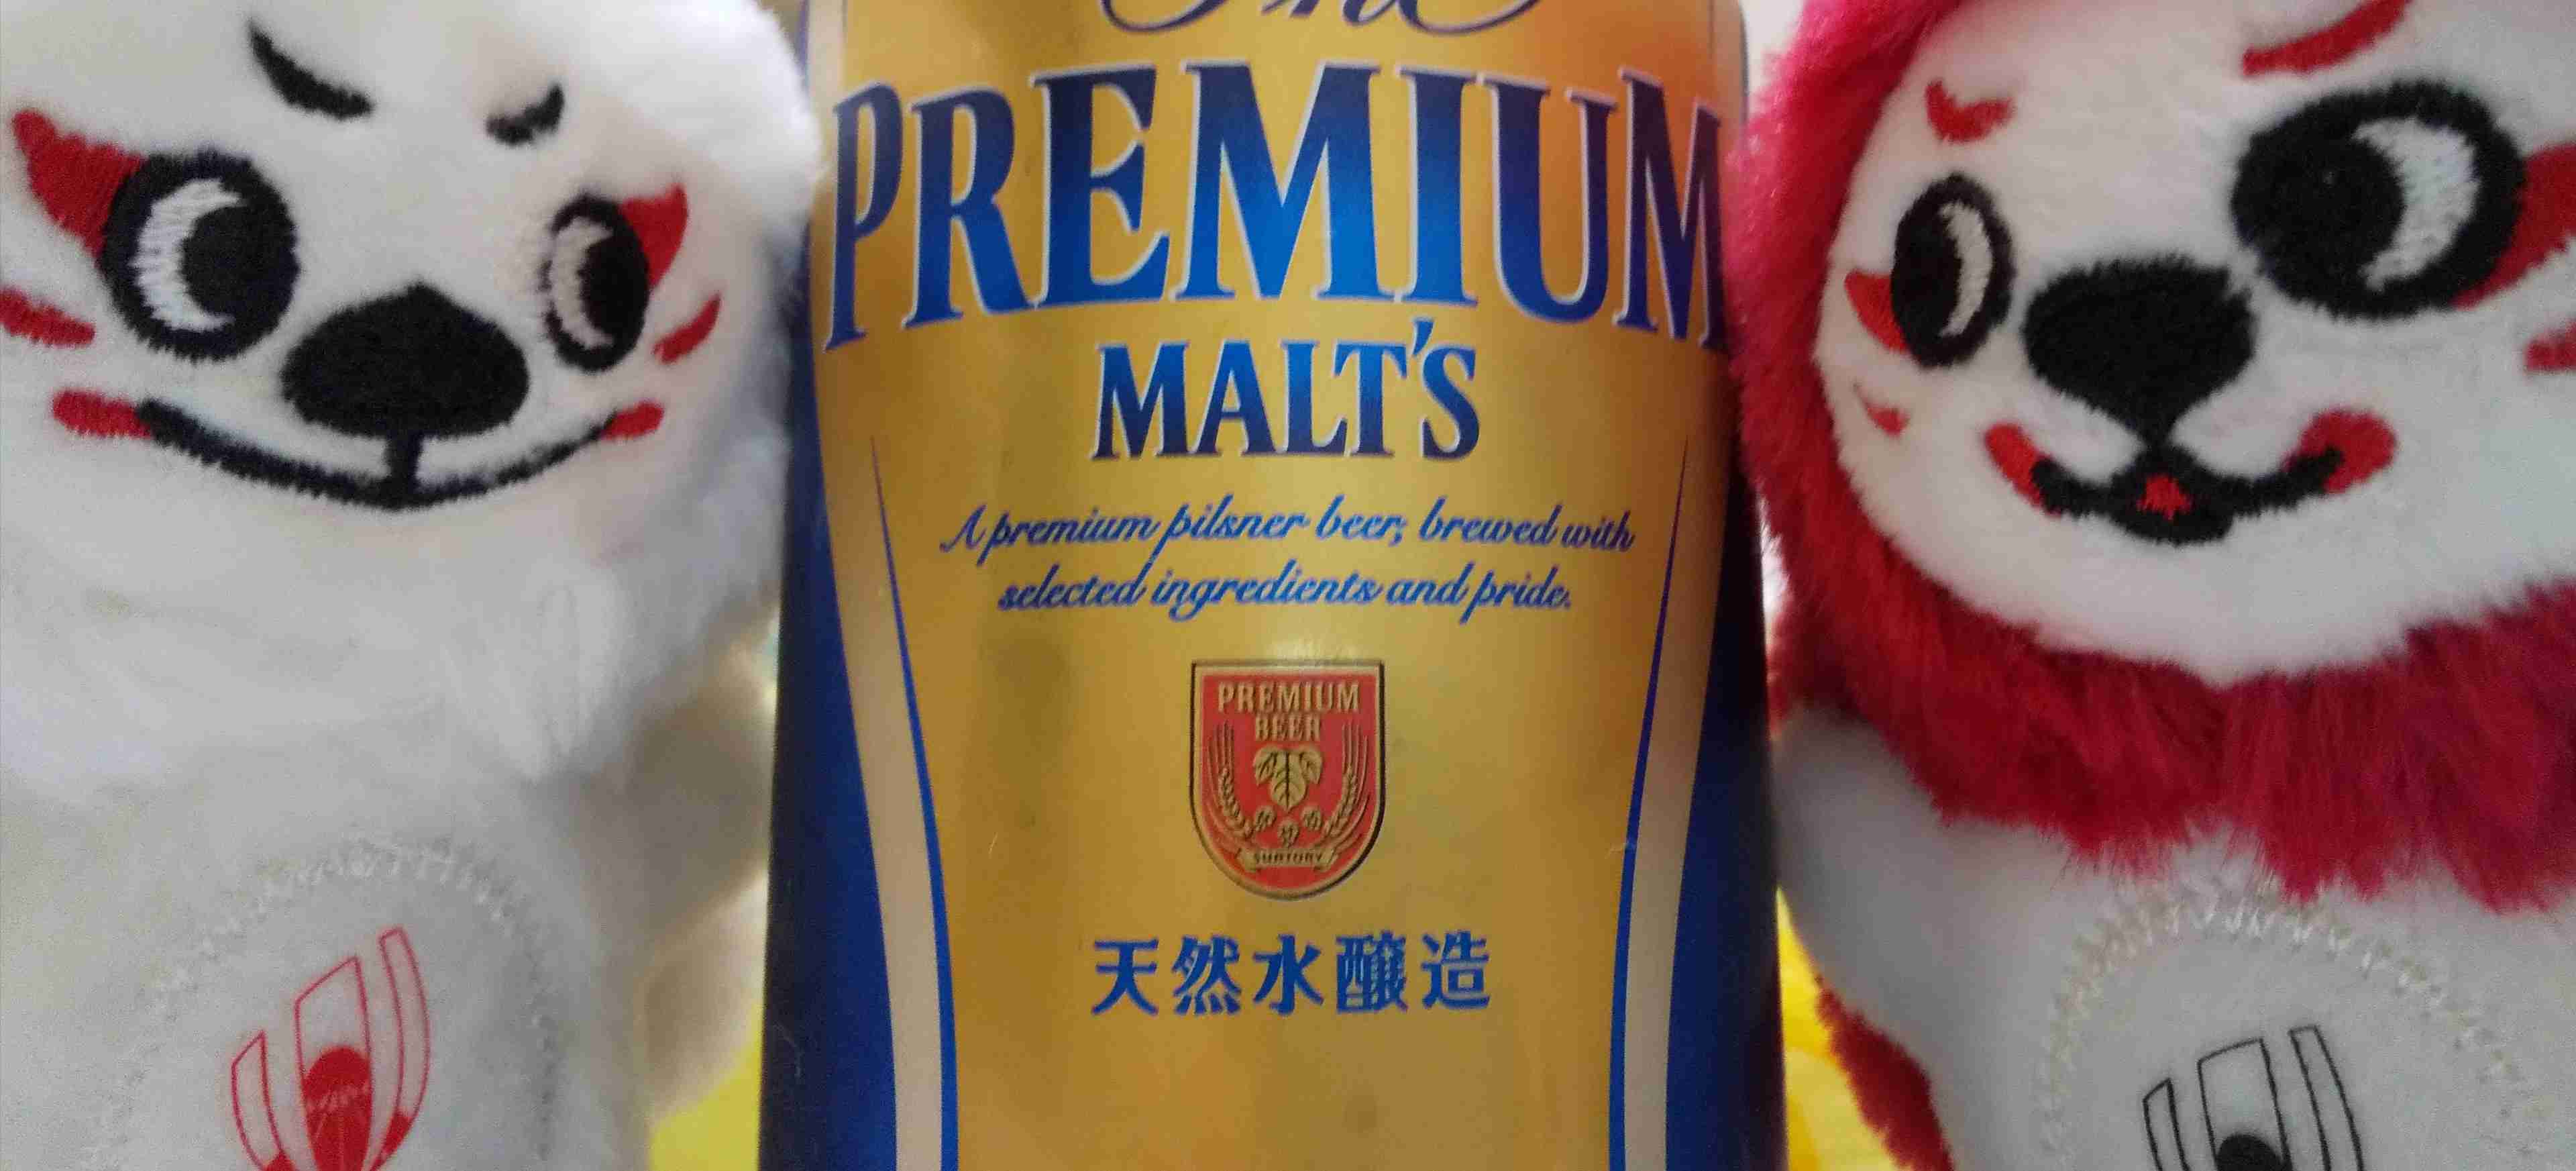 The
PREMIUM
MALT'S
A premium pilsner beer, brewed with
selected ingredients and pride.
PREMIUM
BEER
SUNTORY
天然水醸造